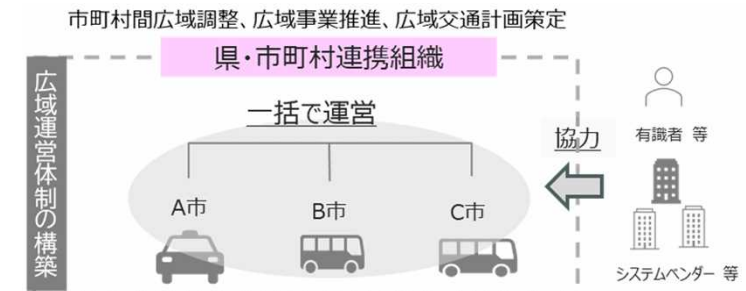 市町村間広域調整、広域事業推進、広域交通計画策定
県・市町村連携組織
広域運営体制の構築
一括で運営
A市
B市
C市
協力
有識者 等
システムベンダー 等